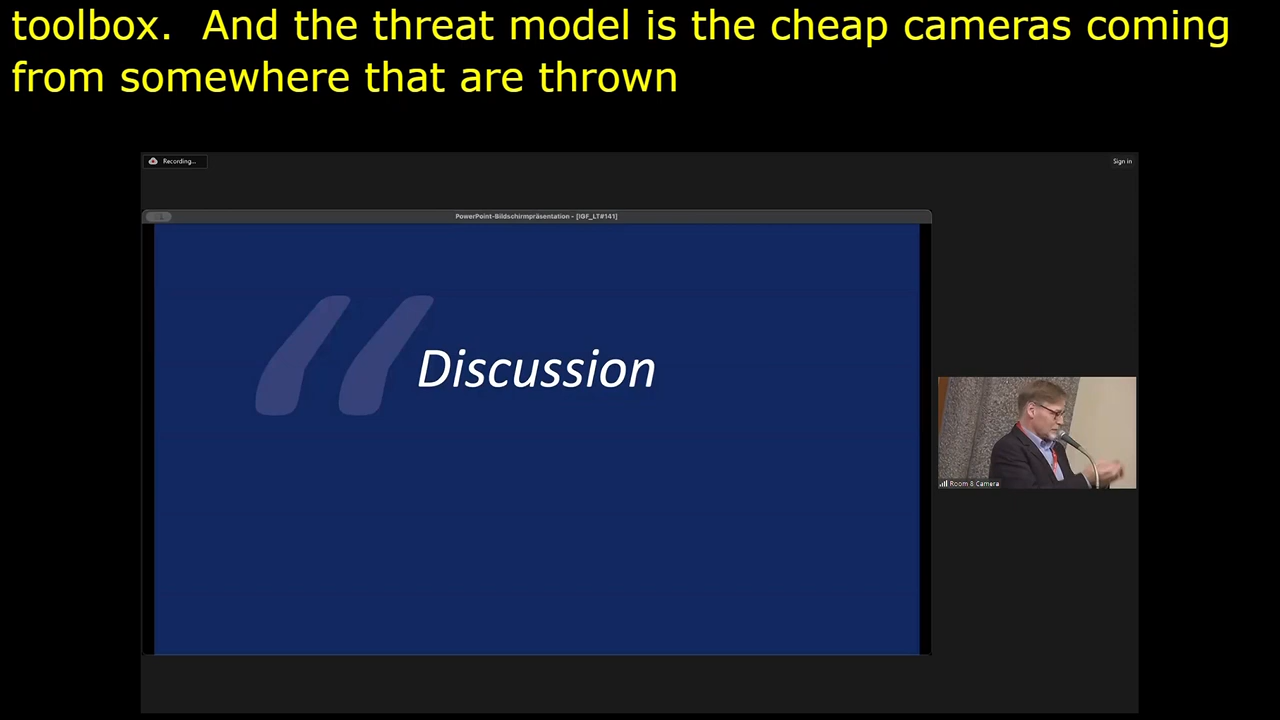 toolbox.  And the threat model is the cheap cameras coming
from somewhere that are thrown
Recording...
Sign in
PowerPoint-Bildschirmpräsentation - [IGF_LT#141]
“
Discussion
Room 8 Camera